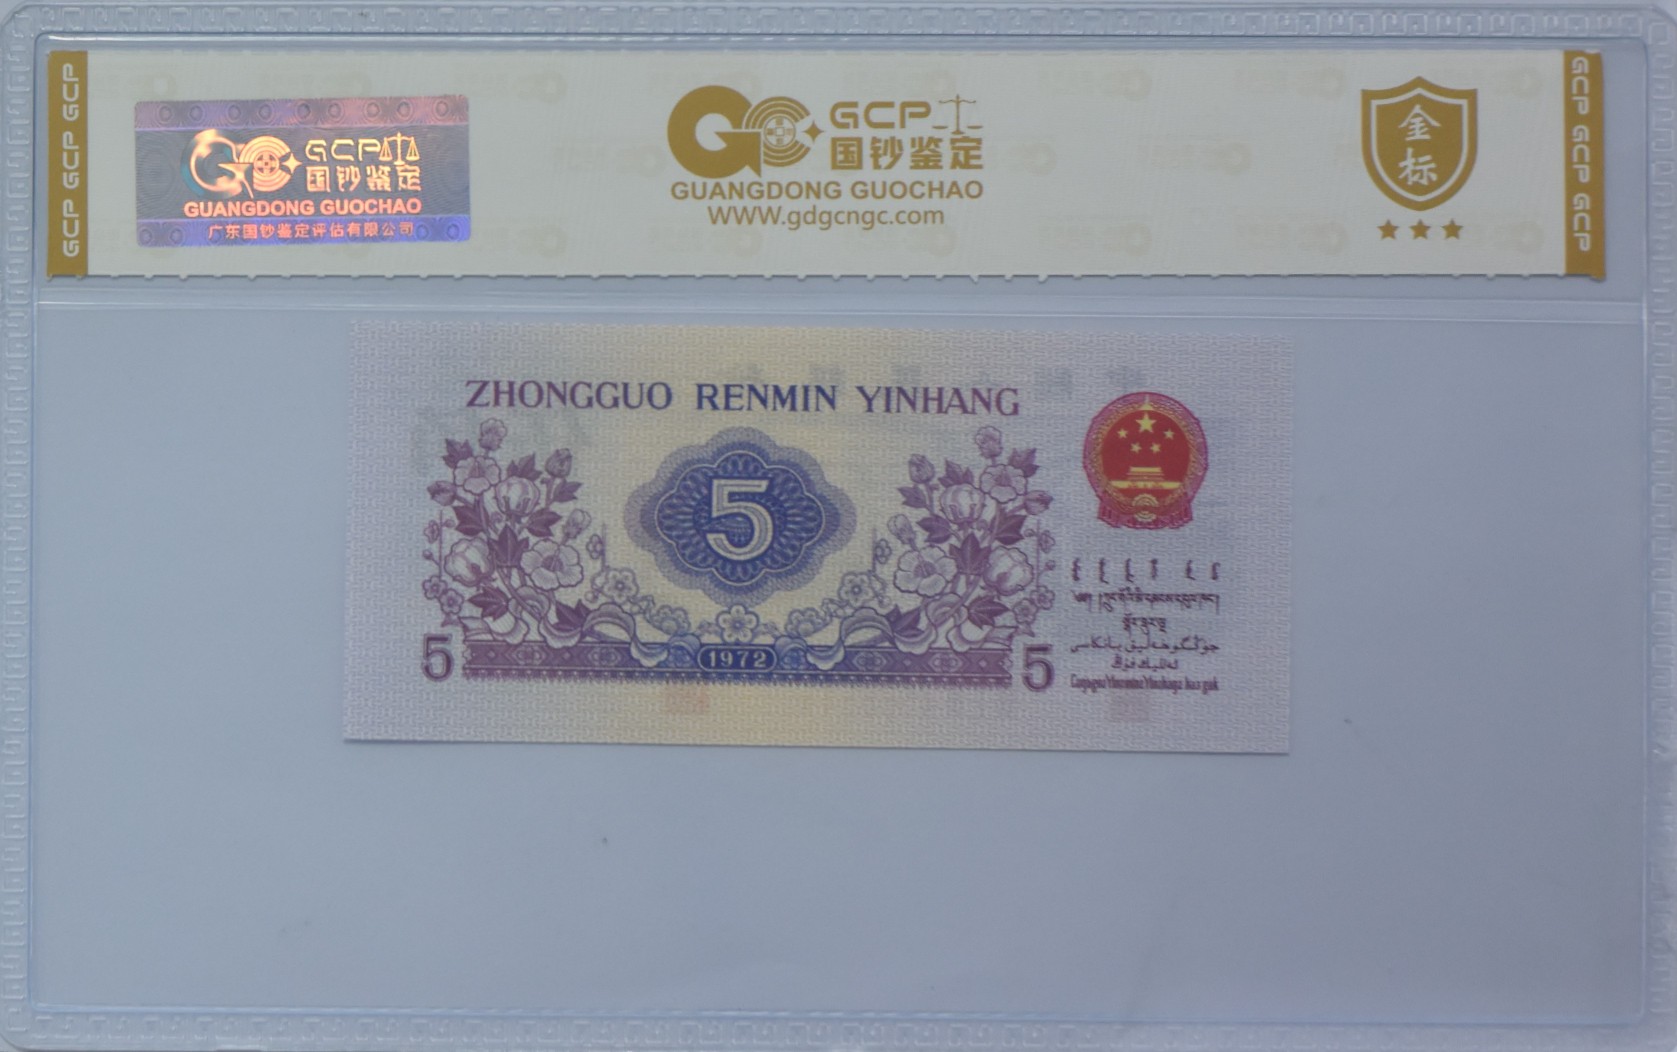 GCP GCP GCP
GCP 国钞鉴定
GUANGDONG GUOCHAO
广东国钞鉴定评估有限公司
GCP
国钞鉴定
GUANGDONG GUOCHAO
WWW.gdgcngc.com
金标
GCP GCP GCP
ZHONGGUO RENMIN YINHANG
5
5
1972
5